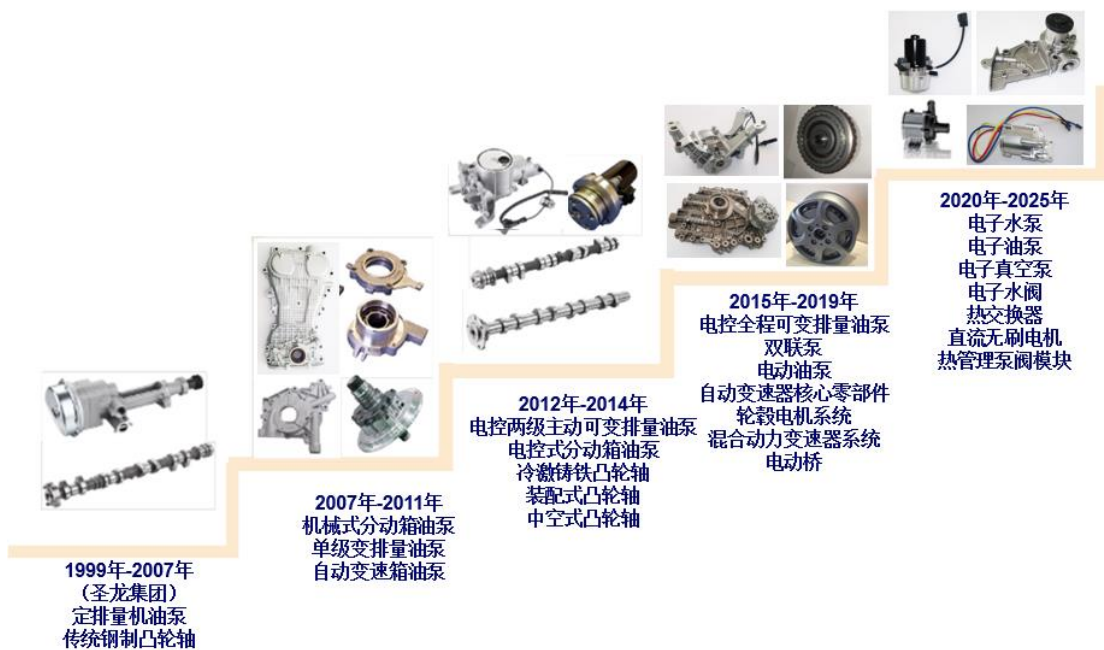 1999年-2007年
（圣龙集团）
定排量机油泵
传统钢制凸轮轴
2007年-2011年
机械式分动箱油泵
单级变排量油泵
自动变速箱油泵
2012年-2014年
电控两级主动可变排量油泵
电控式分动箱油泵
冷激铸铁凸轮轴
装配式凸轮轴
中空式凸轮轴
2015年-2019年
电控全程可变排量油泵
双联泵
电动油泵
自动变速器核心零部件
轮毂电机系统
混合动力变速器系统
电动桥
2020年-2025年
电子水泵
电子油泵
电子真空泵
电子水阀
热交换器
直流无刷电机
热管理泵阀模块